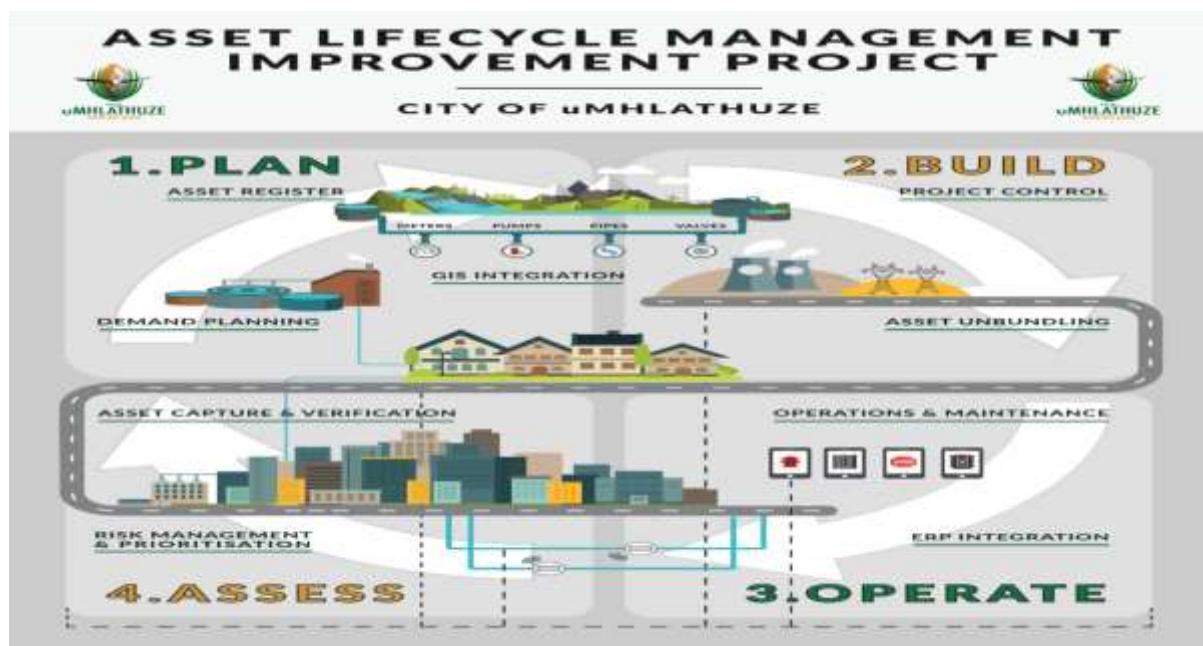 ASSET LIFECYCLE MANAGEMENT
IMPROVEMENT PROJECT
CITY OF uMHLATHUZE
uMHLATHUZE
uMHLATHUZE
1.PLAN
ASSET REGISTER
2.BUILD
PROJECT CONTROL
METERS
PUMPS
PIPES
VALVES
GIS INTEGRATION
DEMAND PLANNING
ASSET UNBUNDLING
ASSET CAPTURE & VERIFICATION
OPERATIONS & MAINTENANCE
RISK MANAGEMENT
& PRIORITISATION
ERP INTEGRATION
4.ASSESS
3.OPERATE